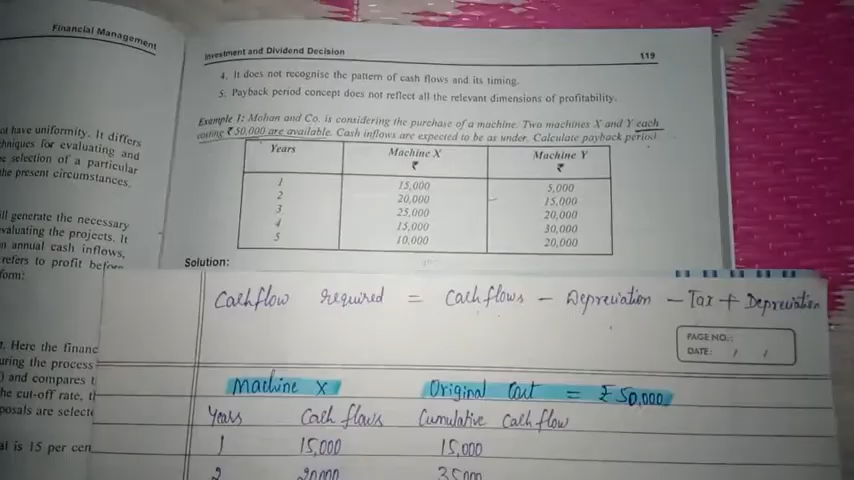 Financial Management
ot have uniformity. It differs
chniques for evaluating and
e selection of a particular
the present circumstances.
ill generate the necessary
valuating the projects. It
n annual cash inflows,
refers to profit before
form:
t. Here the financ
uring the process
) and compares t
he cut-off rate, t
posals are select
al is 15 per cen
Investment and Dividend Decision 119
4. It does not recognise the pattern of cash flows and its timing.
5. Payback period concept does not reflect all the relevant dimensions of profitability.
Example 1: Mohan and Co. is considering the purchase of a machine. Two machines X and Y each
costing ₹ 50,000 are available. Cash inflows are expected to be as under. Calculate payback period.
Years Machine X Machine Y
₹ ₹
1 15,000 5,000
2 20,000 15,000
3 25,000 20,000
4 15,000 30,000
5 10,000 20,000
Solution:
Cashflow required = Cash flows - Depreciation - Tax + Depreciation
PAGE NO.:
DATE: / /
Machine X Original Cost = ₹ 50,000
Years Cash flows Cumulative Cash flow
1 15,000 15,000
2 20,000 35,000